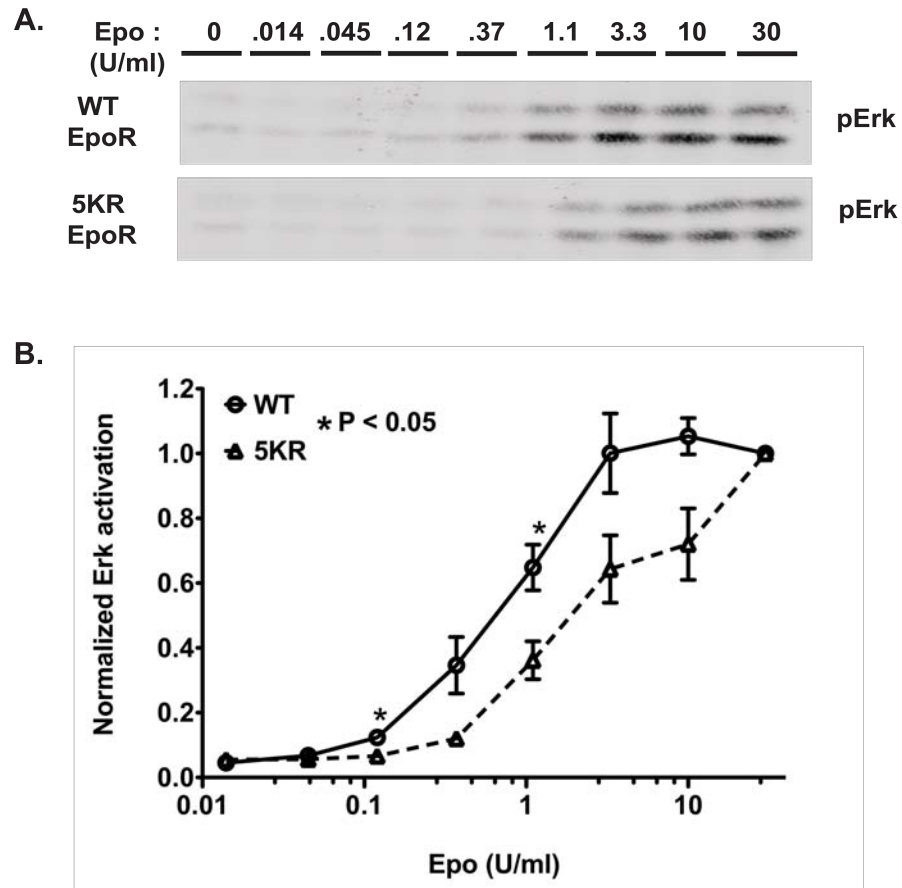 A.
Epo : 0 .014 .045 .12 .37 1.1 3.3 10 30
(U/ml)
WT
EpoR
pErk
5KR
EpoR
pErk
B.
WT
* P < 0.05
5KR
Normalized Erk activation
1.2
1.0
0.8
0.6
0.4
0.2
0.0
*
*
0.01 0.1 1 10
Epo (U/ml)